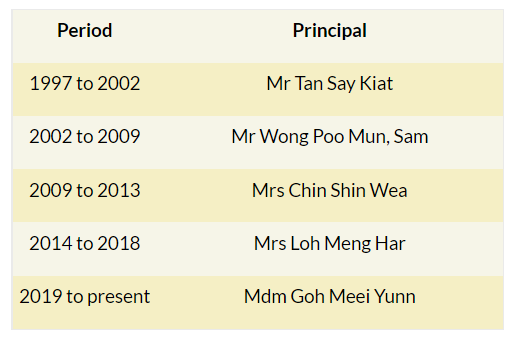 Period Principal
1997 to 2002 Mr Tan Say Kiat
2002 to 2009 Mr Wong Poo Mun, Sam
2009 to 2013 Mrs Chin Shin Wea
2014 to 2018 Mrs Loh Meng Har
2019 to present Mdm Goh Meei Yunn